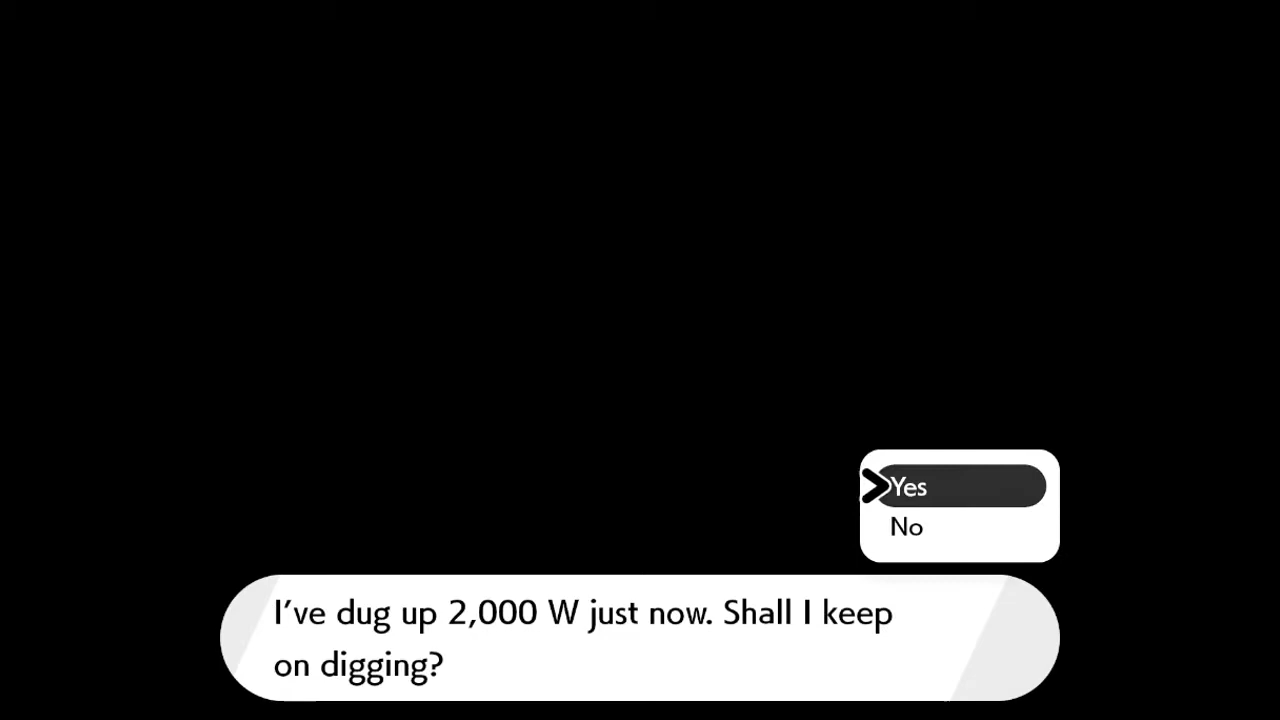 Yes
No
I've dug up 2,000 W just now. Shall I keep
on digging?